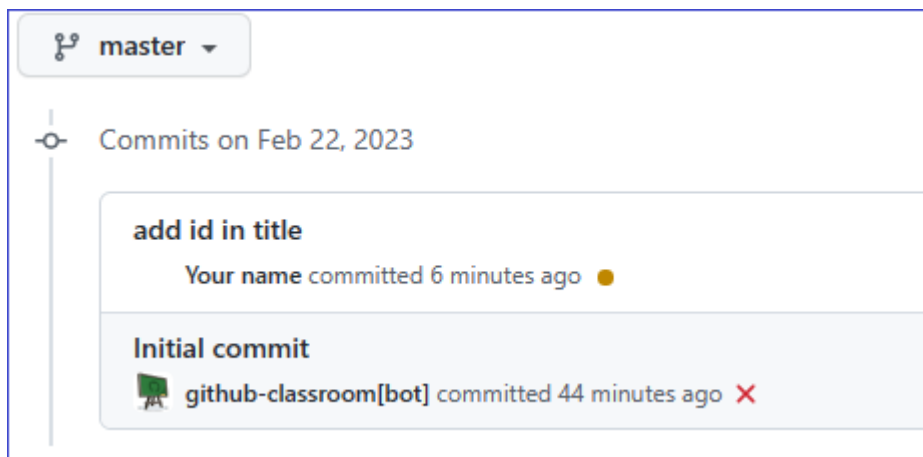 master
Commits on Feb 22, 2023
add id in title
Your name committed 6 minutes ago
Initial commit
github-classroom[bot] committed 44 minutes ago